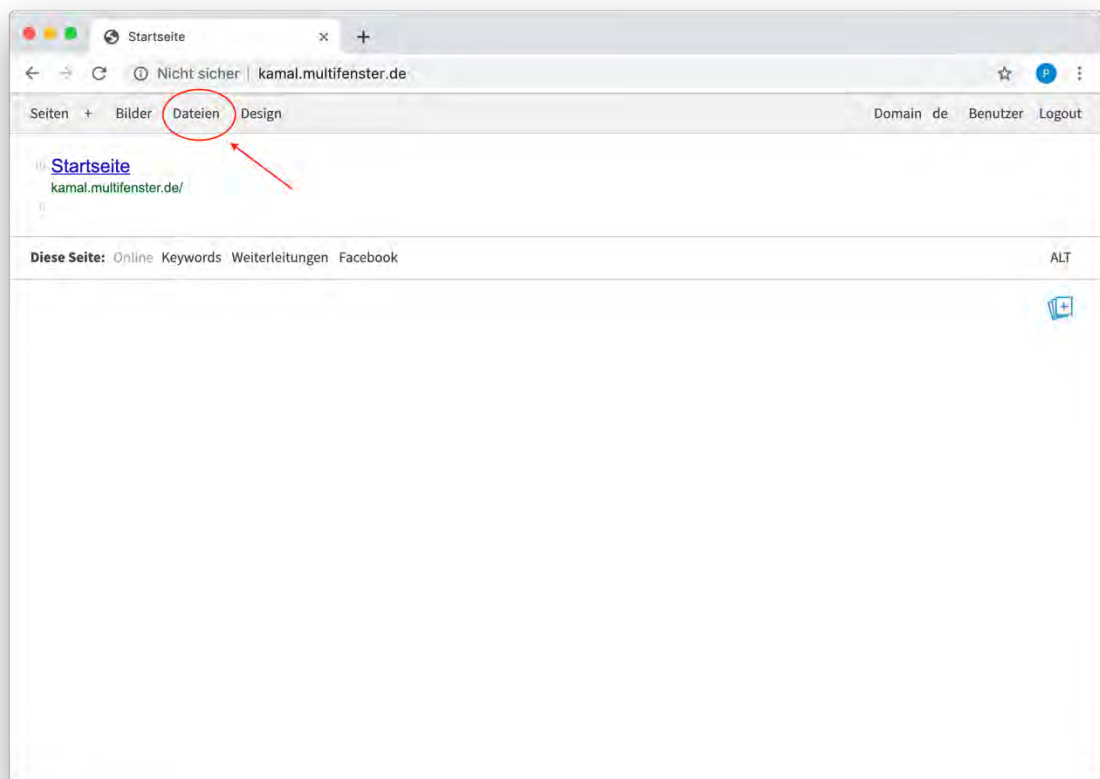 Startseite
Nicht sicher | kamal.multifenster.de
P
Seiten + Bilder Dateien Design Domain de Benutzer Logout
Startseite
kamal.multifenster.de/
Diese Seite: Online Keywords Weiterleitungen Facebook ALT